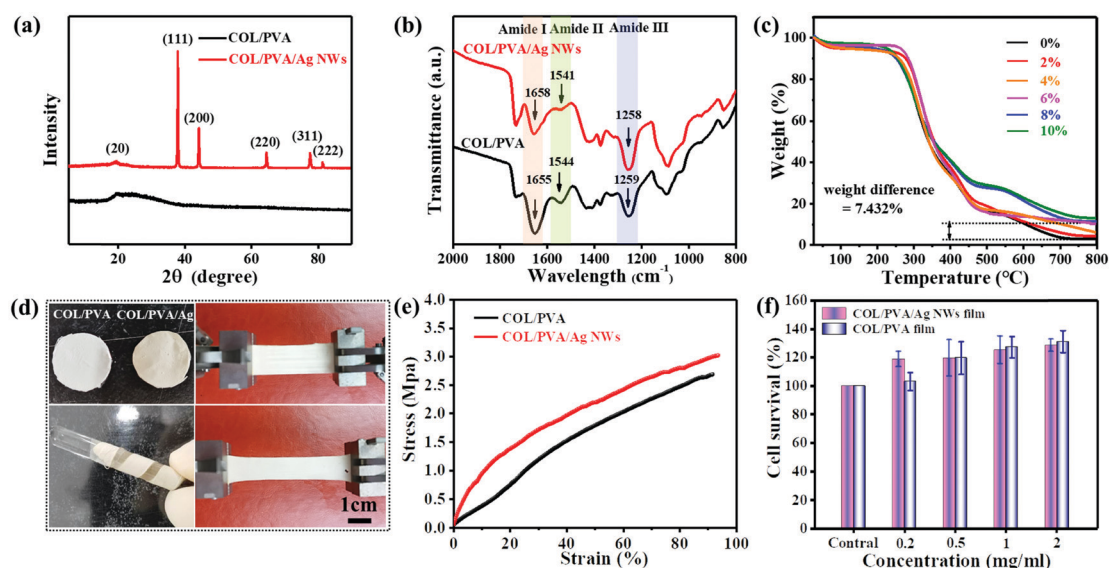 (a)
COL/PVA
COL/PVA/Ag NWs
(111)
(200)
(20)
(220)
(311)
(222)
Intensity
20 40 60 80
2θ (degree)
(b)
Amide I Amide II Amide III
COL/PVA/Ag NWs
1541
1658
1258
COL/PVA
1544
1655
1259
Transmittance (a.u.)
2000 1800 1600 1400 1200 1000 800
Wavelength (cm⁻¹)
(c)
100
80
60
40
20
0
Weight (%)
0%
2%
4%
6%
8%
10%
weight difference
= 7.432%
100 200 300 400 500 600 700 800
Temperature (°C)
(d)
COL/PVA COL/PVA/Ag
1cm
(e)
4.0
3.5
3.0
2.5
2.0
1.5
1.0
0.5
0.0
Stress (Mpa)
COL/PVA
COL/PVA/Ag NWs
0 20 40 60 80 100
Strain (%)
(f)
160
140
120
100
80
60
40
20
0
Cell survival (%)
COL/PVA/Ag NWs film
COL/PVA film
Contral 0.2 0.5 1 2
Concentration (mg/ml)